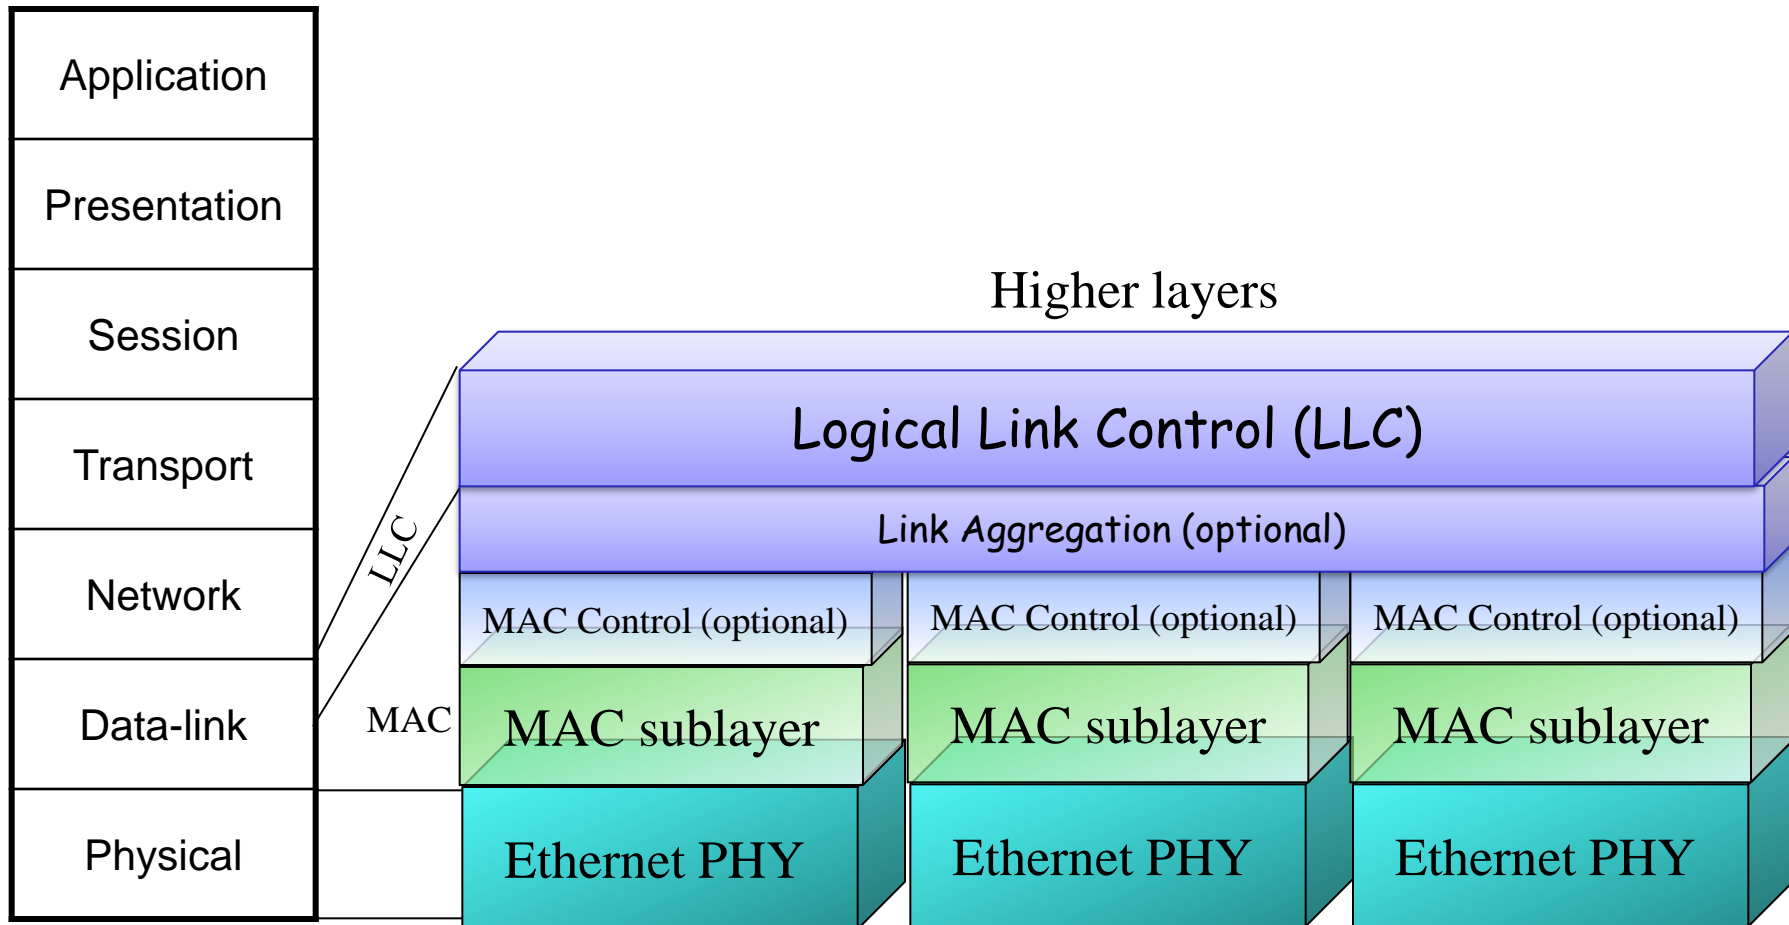 Application
Presentation
Session
Transport
Network
Data-link
Physical
LLC
MAC
Higher layers
Logical Link Control (LLC)
Link Aggregation (optional)
MAC Control (optional)
MAC Control (optional)
MAC Control (optional)
MAC sublayer
MAC sublayer
MAC sublayer
Ethernet PHY
Ethernet PHY
Ethernet PHY